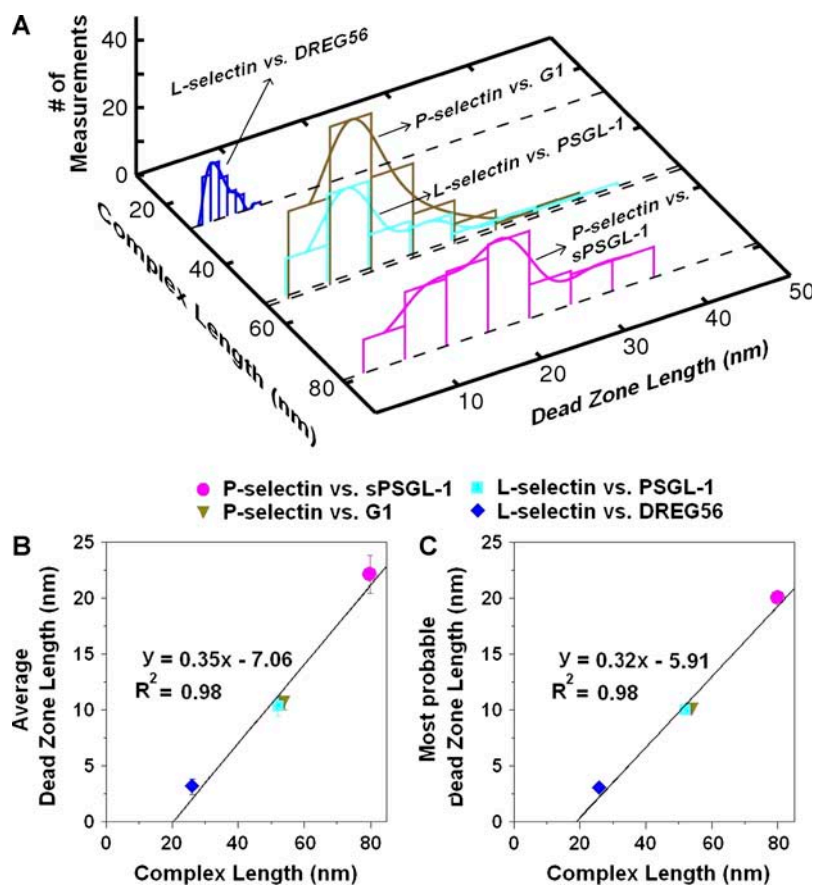 A
40
20
0
# of
Measurements
L-selectin vs. DREG56
P-selectin vs. G1
L-selectin vs. PSGL-1
P-selectin vs.
sPSGL-1
20
40
60
80
Complex Length (nm)
10
20
30
40
50
Dead Zone Length (nm)
P-selectin vs. sPSGL-1
L-selectin vs. PSGL-1
P-selectin vs. G1
L-selectin vs. DREG56
B
25
20
15
10
5
0
Average
Dead Zone Length (nm)
y = 0.35x - 7.06
R² = 0.98
0 20 40 60 80
Complex Length (nm)
C
25
20
15
10
5
0
Most probable
Dead Zone Length (nm)
y = 0.32x - 5.91
R² = 0.98
0 20 40 60 80
Complex Length (nm)